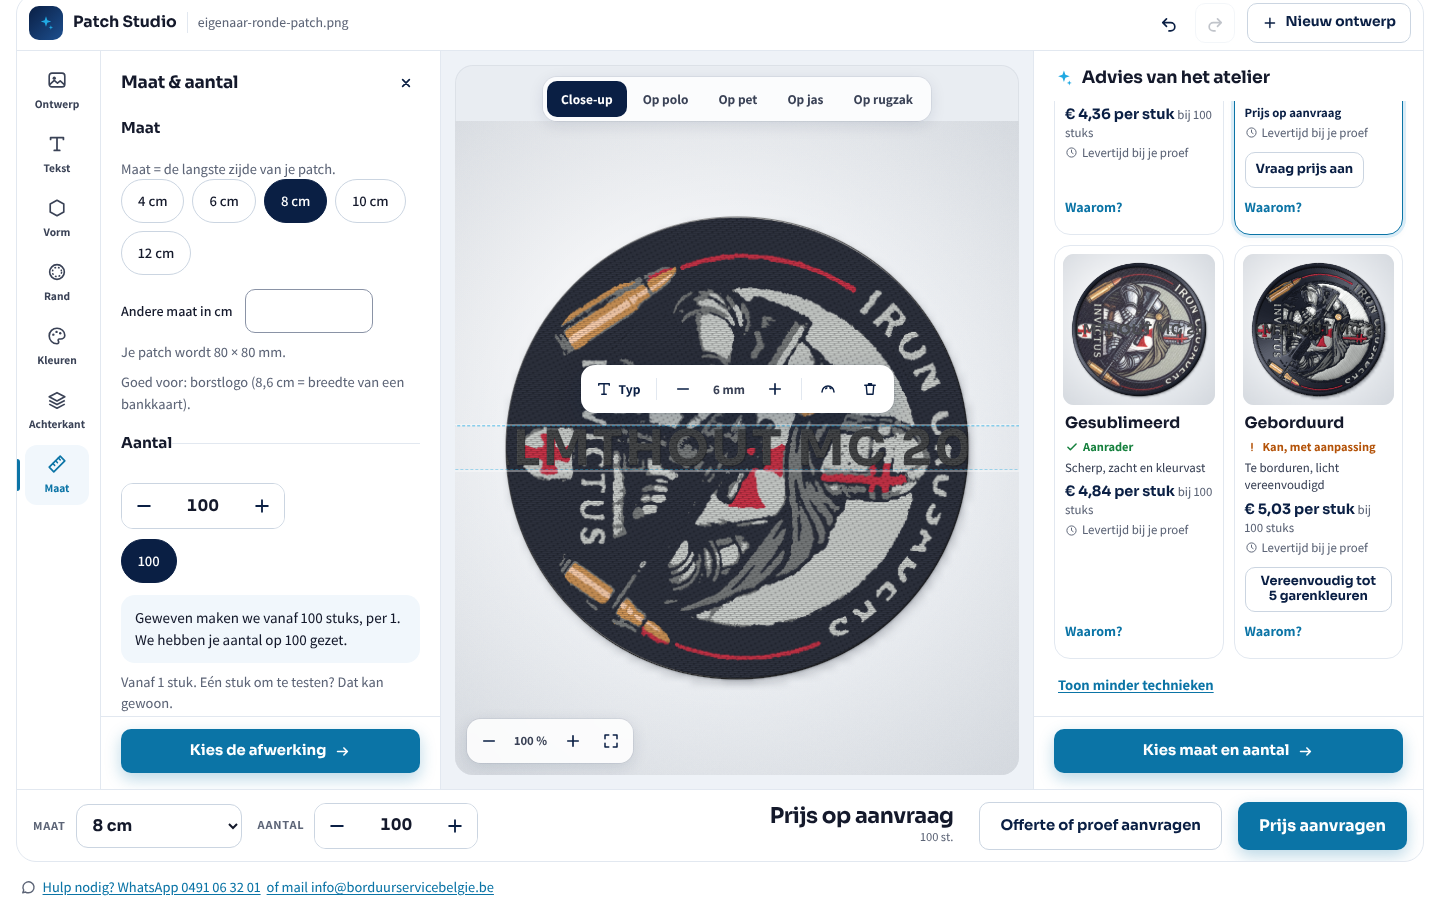 Patch Studio
eigenaar-ronde-patch.png
Nieuw ontwerp
Ontwerp
Tekst
Vorm
Rand
Kleuren
Achterkant
Maat
Maat & aantal
Maat
Maat = de langste zijde van je patch.
4 cm
6 cm
8 cm
10 cm
12 cm
Andere maat in cm
Je patch wordt 80 × 80 mm.
Goed voor: borstlogo (8,6 cm = breedte van een
bankkaart).
Aantal
100
100
Geweven maken we vanaf 100 stuks, per 1.
We hebben je aantal op 100 gezet.
Vanaf 1 stuk. Eén stuk om te testen? Dat kan
gewoon.
Kies de afwerking →
Close-up
Op polo
Op pet
Op jas
Op rugzak
Typ
6 mm
IRON
LMTHOUT MC 20
100 %
Advies van het atelier
€ 4,36 per stuk bij 100
stuks
Levertijd bij je proef
Waarom?
Prijs op aanvraag
Levertijd bij je proef
Vraag prijs aan
Waarom?
Gesublimeerd
Aanrader
Scherp, zacht en kleurvast
€ 4,84 per stuk bij 100
stuks
Levertijd bij je proef
Waarom?
Geborduurd
! Kan, met aanpassing
Te borduren, licht
vereenvoudigd
€ 5,03 per stuk bij
100 stuks
Levertijd bij je proef
Vereenvoudig tot
5 garenkleuren
Waarom?
Toon minder technieken
Kies maat en aantal →
MAAT
8 cm
AANTAL
100
Prijs op aanvraag
100 st.
Offerte of proef aanvragen
Prijs aanvragen
Hulp nodig? WhatsApp 0491 06 32 01 of mail info@borduurservicebelgie.be